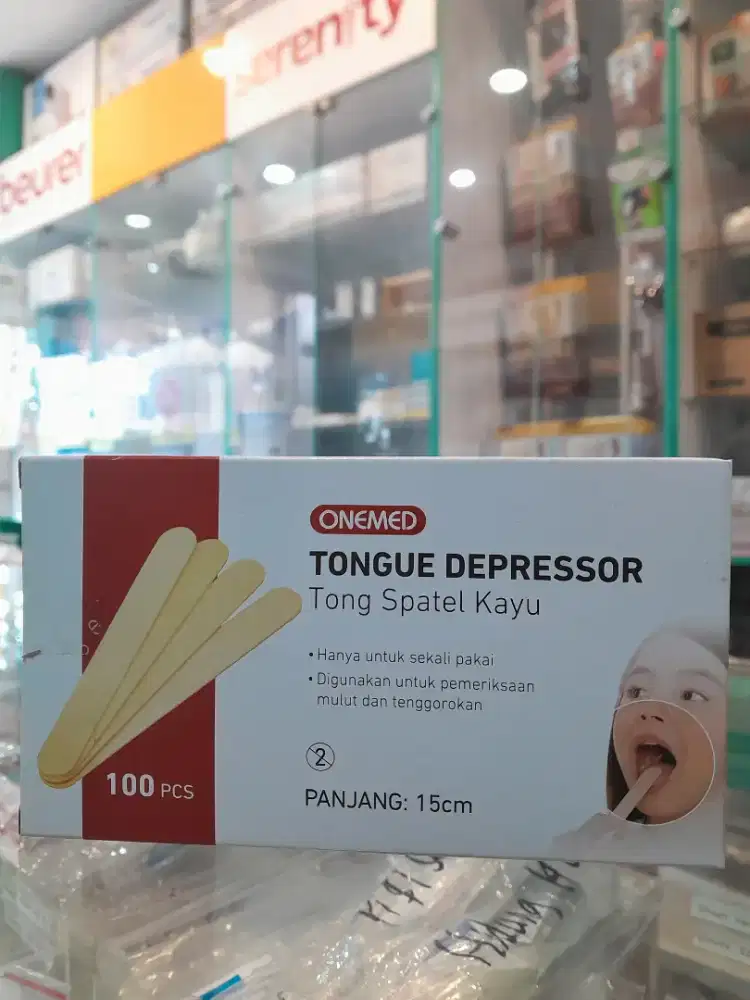 serenity
beurer
ONEMED
TONGUE DEPRESSOR
Tong Spatel Kayu
• Hanya untuk sekali pakai
• Digunakan untuk pemeriksaan
mulut dan tenggorokan
2
100 PCS
PANJANG: 15cm